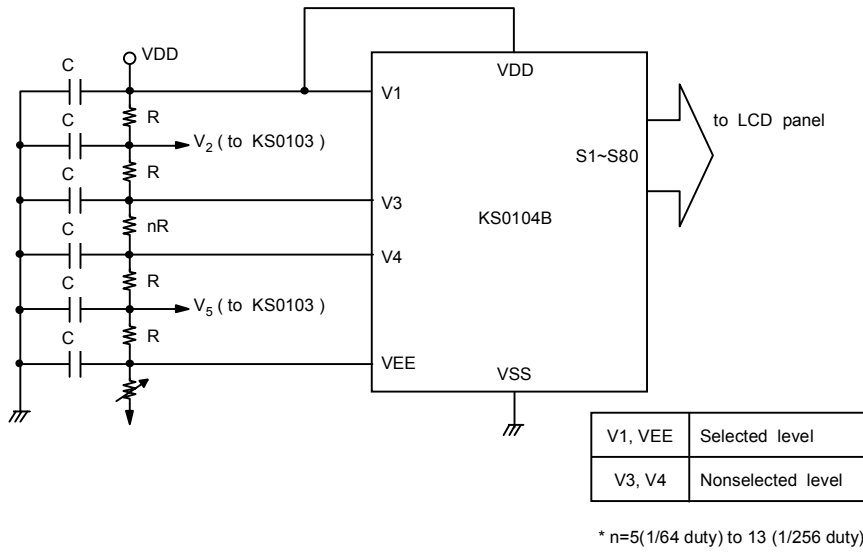 VDD
C
V1
VDD
R
C
V2 ( to KS0103 )
R
C
V3
nR
C
V4
R
C
V5 ( to KS0103 )
R
C
VEE
KS0104B
S1~S80
to LCD panel
VSS
V1, VEE Selected level
V3, V4 Nonselected level
* n=5(1/64 duty) to 13 (1/256 duty)